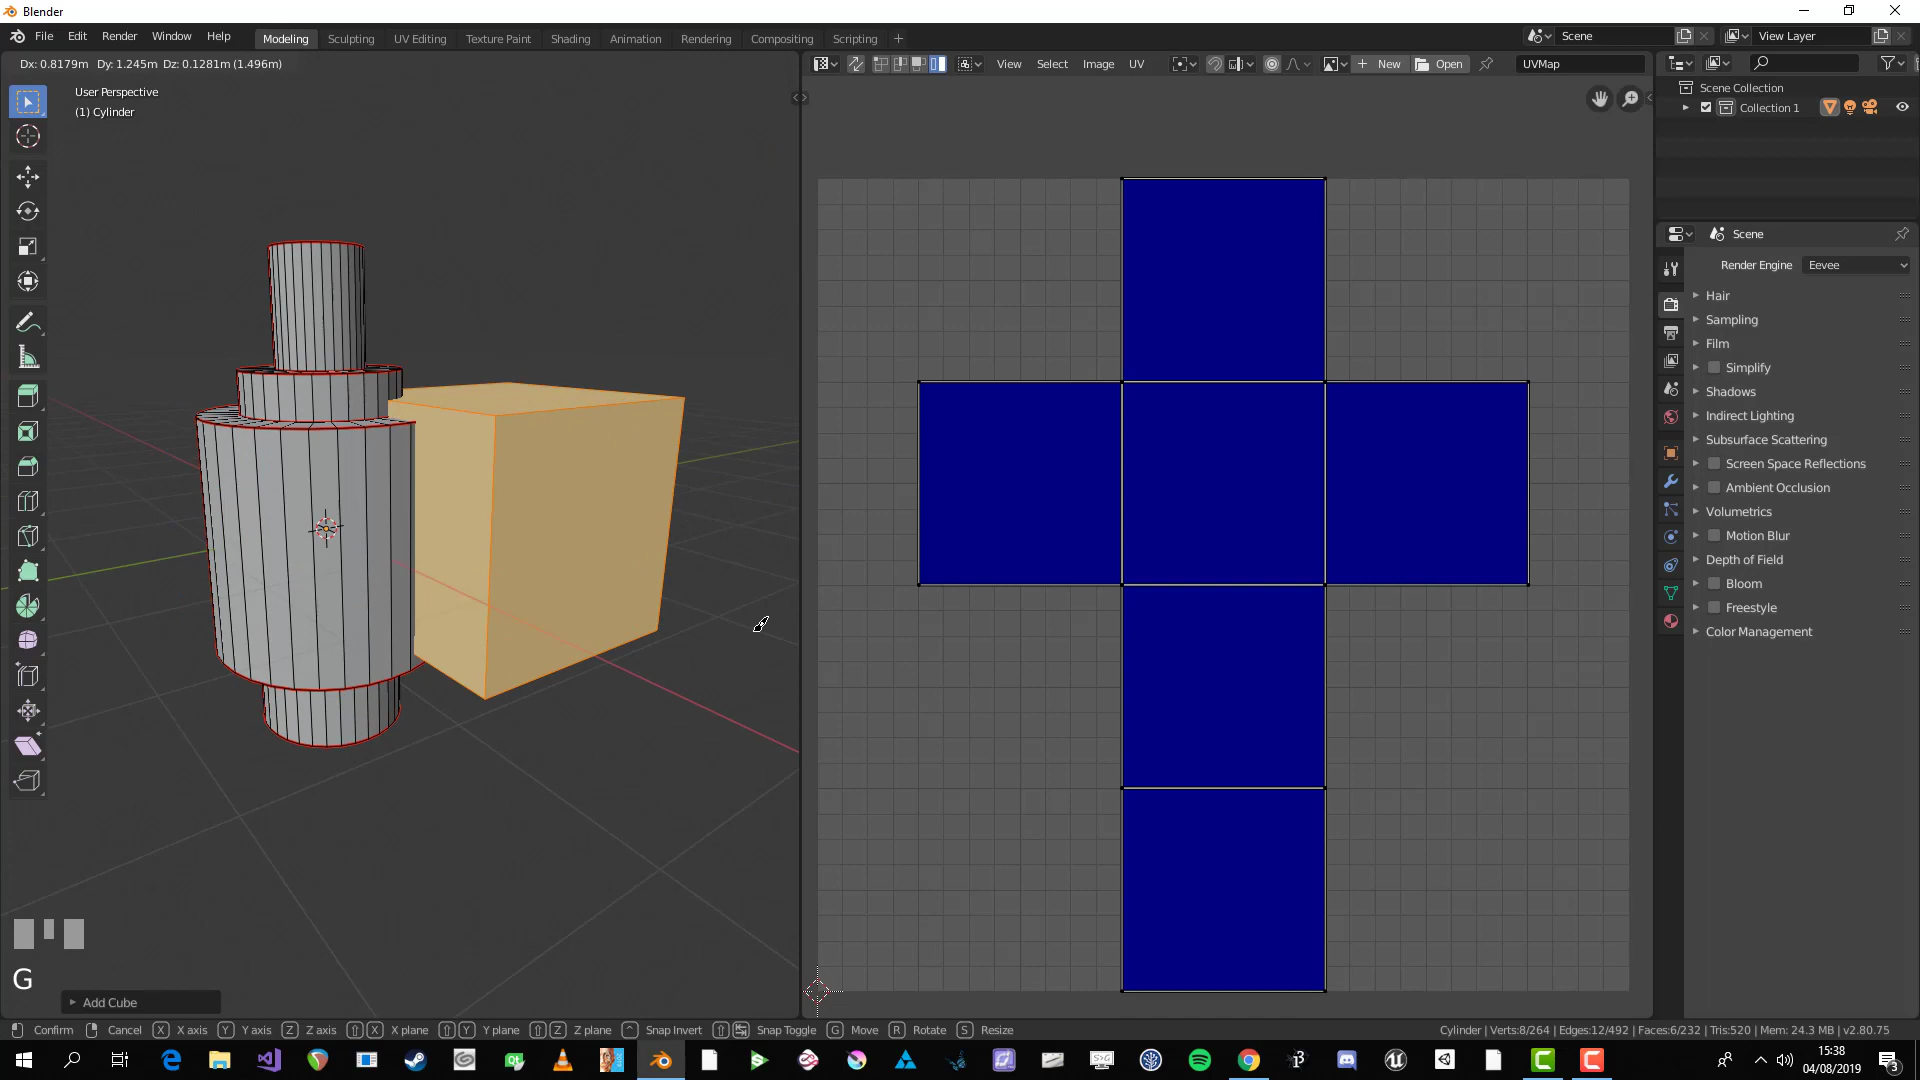 Blender
File Edit Render Window Help
Modeling Sculpting UV Editing Texture Paint Shading Animation Rendering Compositing Scripting +
Scene
View Layer
Dx: 0.8179m Dy: 1.245m Dz: 0.1281m (1.496m)
View Select Image UV
New
Open
UVMap
User Perspective
(1) Cylinder
Scene Collection
Collection 1
Scene
Render Engine Eevee
Hair
Sampling
Film
Simplify
Shadows
Indirect Lighting
Subsurface Scattering
Screen Space Reflections
Ambient Occlusion
Volumetrics
Motion Blur
Depth of Field
Bloom
Freestyle
Color Management
G
Add Cube
Confirm Cancel X X axis Y Y axis Z Z axis X X plane Y Y plane Z Z plane ^ Snap Invert Snap Toggle G Move R Rotate S Resize
Cylinder | Verts:8/264 | Edges:12/492 | Faces:6/232 | Tris:520 | Mem: 24.3 MB | v2.80.75
15:38
04/08/2019
3